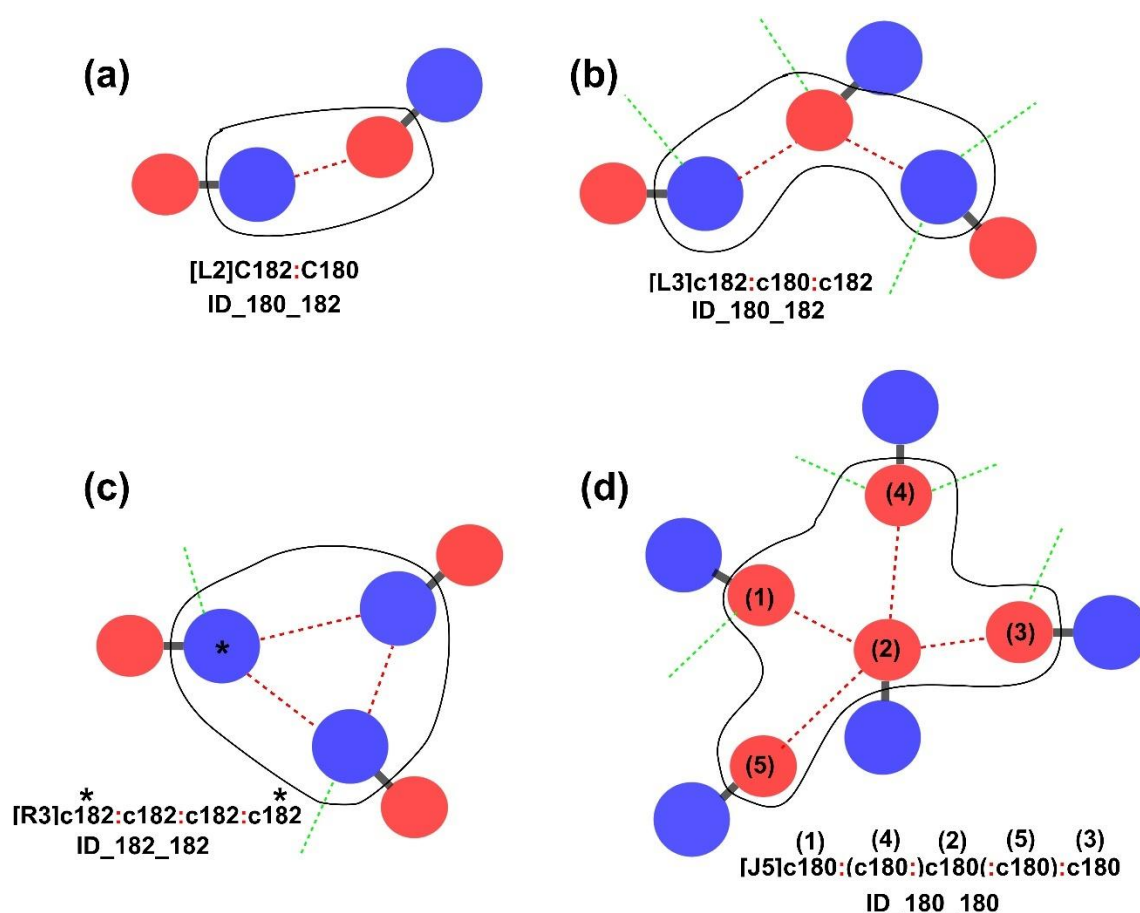 (a)
[L2]C182:C180
ID_180_182
(b)
[L3]c182:c180:c182
ID_180_182
(c)
*
* *
[R3]c182:c182:c182:c182
ID_182_182
(d)
(4)
(1)
(3)
(2)
(5)
(1) (4) (2) (5) (3)
[J5]c180:(c180:)c180(:c180):c180
ID_180_180